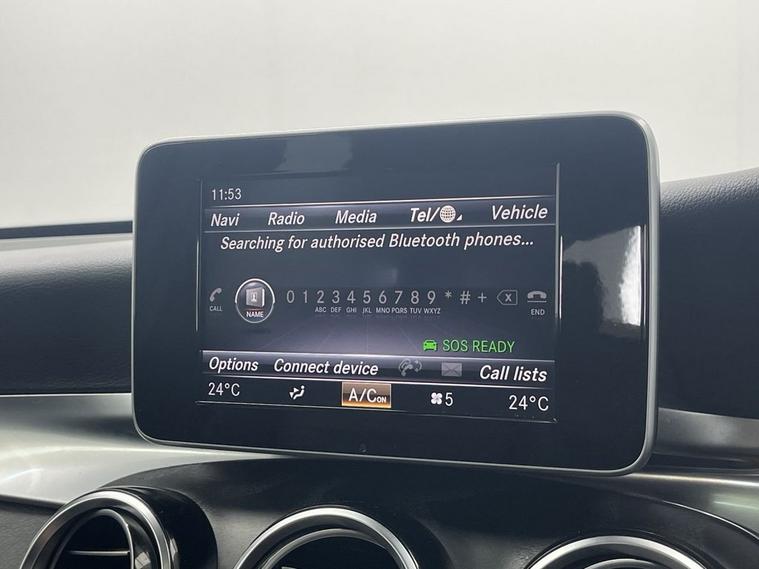 11:53
Navi Radio Media Tel/ Vehicle
Searching for authorised Bluetooth phones...
CALL NAME 0 1 2 3 4 5 6 7 8 9 * # + END
ABC DEF GHI JKL MNO PQRS TUV WXYZ
SOS READY
Options Connect device Call lists
24°C A/C ON 5 24°C